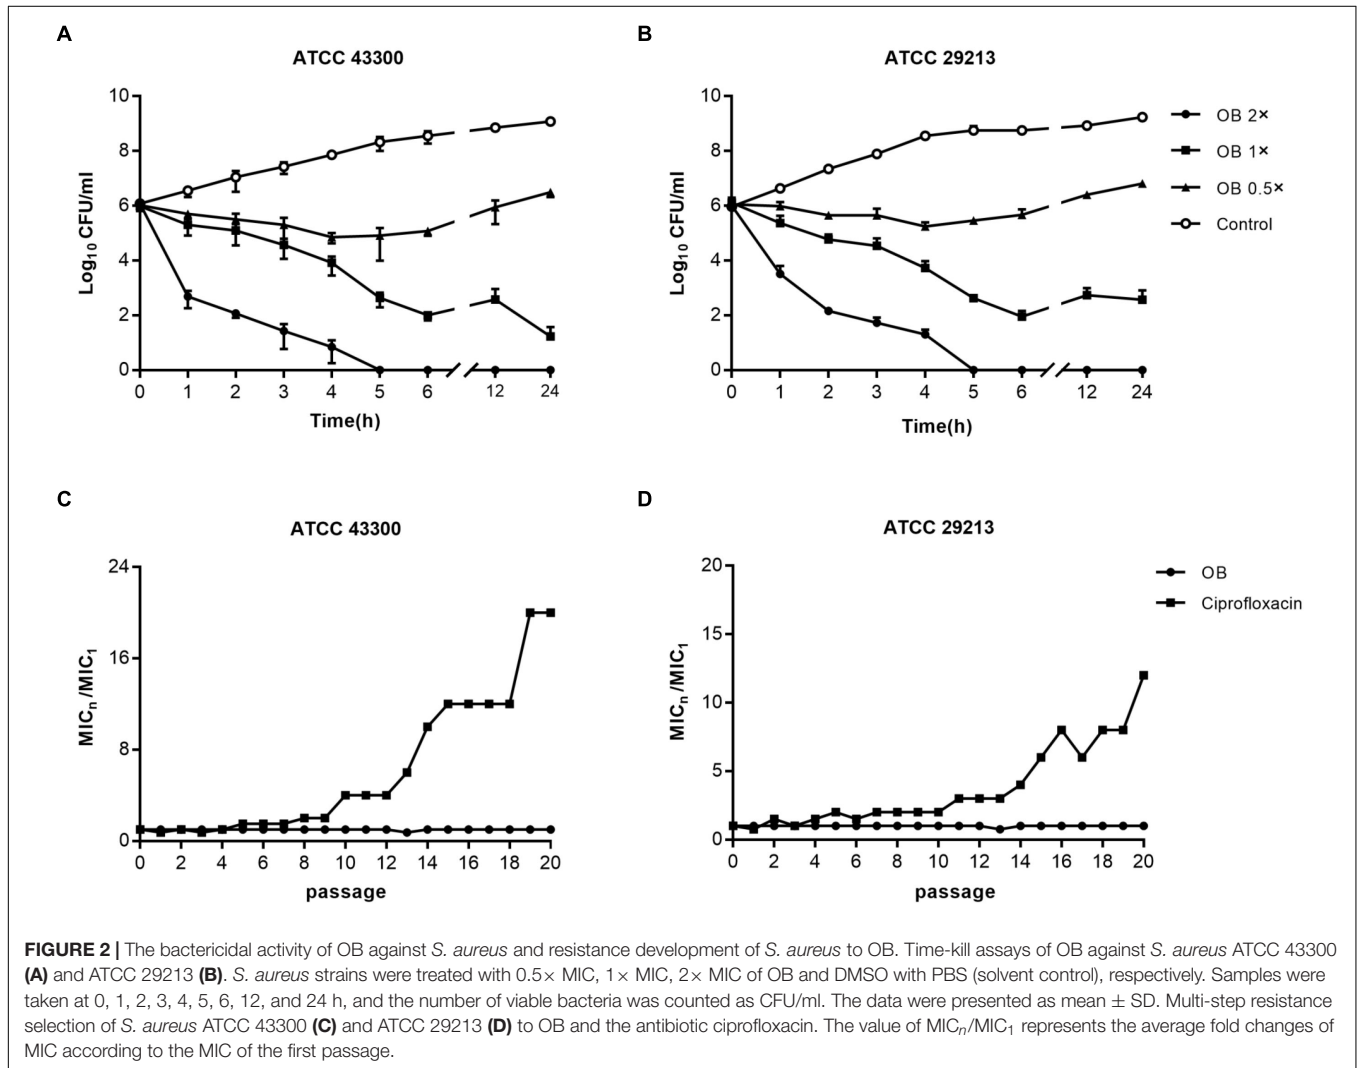 A
ATCC 43300
10
8
6
4
2
0
Log10 CFU/ml
0 1 2 3 4 5 6 12 24
Time(h)
B
ATCC 29213
10
8
6
4
2
0
Log10 CFU/ml
0 1 2 3 4 5 6 12 24
Time(h)
OB 2×
OB 1×
OB 0.5×
Control
C
ATCC 43300
24
16
8
0
MICn/MIC1
0 2 4 6 8 10 12 14 16 18 20
passage
D
ATCC 29213
20
15
10
5
0
MICn/MIC1
0 2 4 6 8 10 12 14 16 18 20
passage
OB
Ciprofloxacin
FIGURE 2 | The bactericidal activity of OB against S. aureus and resistance development of S. aureus to OB. Time-kill assays of OB against S. aureus ATCC 43300
(A) and ATCC 29213 (B). S. aureus strains were treated with 0.5× MIC, 1× MIC, 2× MIC of OB and DMSO with PBS (solvent control), respectively. Samples were
taken at 0, 1, 2, 3, 4, 5, 6, 12, and 24 h, and the number of viable bacteria was counted as CFU/ml. The data were presented as mean ± SD. Multi-step resistance
selection of S. aureus ATCC 43300 (C) and ATCC 29213 (D) to OB and the antibiotic ciprofloxacin. The value of MICn/MIC1 represents the average fold changes of
MIC according to the MIC of the first passage.